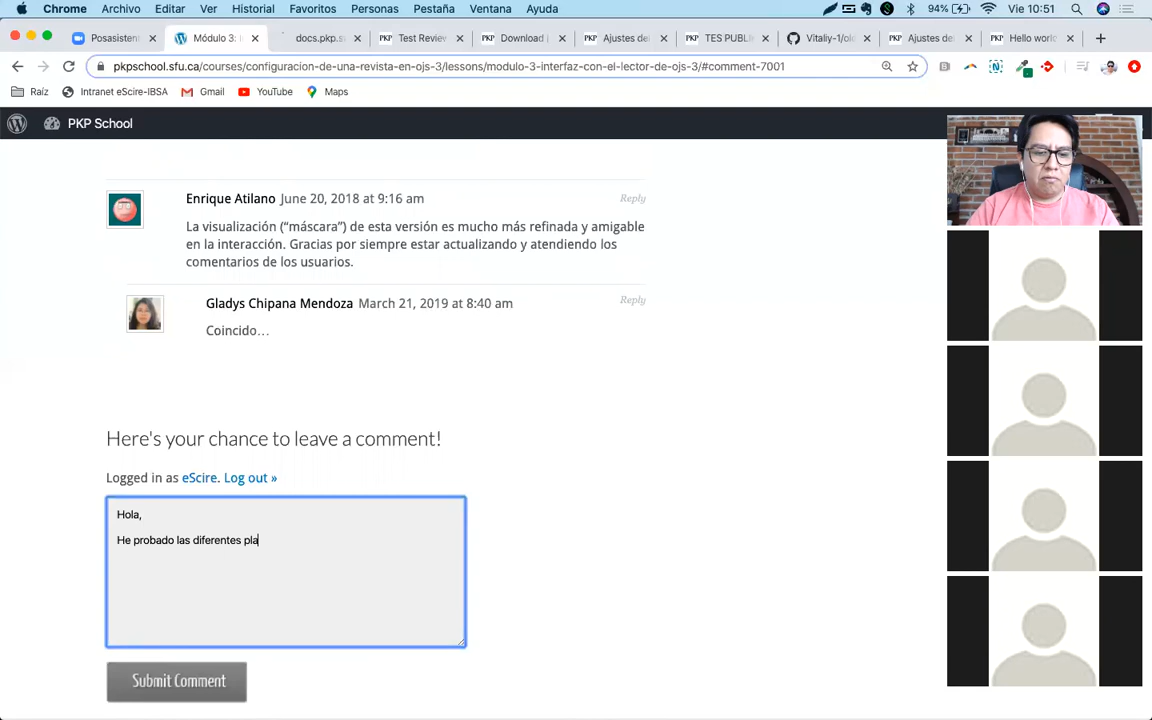 Chrome Archivo Editar Ver Historial Favoritos Personas Pestaña Ventana Ayuda 94% Vie 10:51
Posasistent Módulo 3: docs.pkp.s Test Review Download Ajustes de TES PUBLI Vitaliy-1/ol Ajustes de Hello world
pkpschool.sfu.ca/courses/configuracion-de-una-revista-en-ojs-3/lessons/modulo-3-interfaz-con-el-lector-de-ojs-3/#comment-7001
Raíz Intranet eScire-IBSA Gmail YouTube Maps
PKP School
Enrique Atilano June 20, 2018 at 9:16 am Reply
La visualización (“máscara”) de esta versión es mucho más refinada y amigable
en la interacción. Gracias por siempre estar actualizando y atendiendo los
comentarios de los usuarios.
Gladys Chipana Mendoza March 21, 2019 at 8:40 am Reply
Coincido…
Here's your chance to leave a comment!
Logged in as eScire. Log out »
Hola,
He probado las diferentes pla
Submit Comment